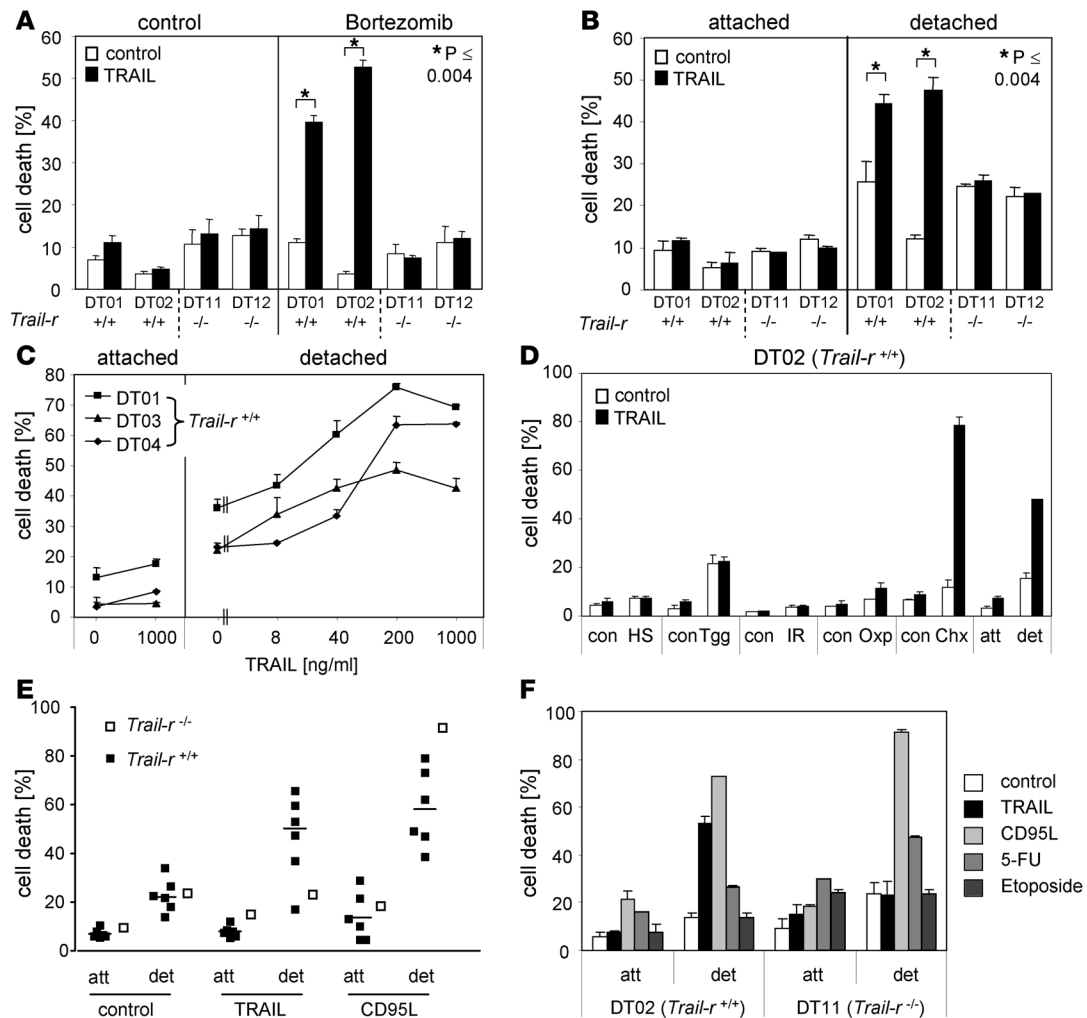 A
control
Bortezomib
60
50
40
30
20
10
0
cell death [%]
control
TRAIL
*
*
*P ≤
0.004
DT01 DT02 DT11 DT12 DT01 DT02 DT11 DT12
Trail-r +/+ +/+ -/- -/- +/+ +/+ -/- -/-
B
attached
detached
60
50
40
30
20
10
0
cell death [%]
control
TRAIL
*
*
*P ≤
0.004
DT01 DT02 DT11 DT12 DT01 DT02 DT11 DT12
Trail-r +/+ +/+ -/- -/- +/+ +/+ -/- -/-
C
attached
detached
80
70
60
50
40
30
20
10
0
cell death [%]
DT01
DT03
DT04
Trail-r +/+
0 1000 0 8 40 200 1000
TRAIL [ng/ml]
D
DT02 (Trail-r +/+)
100
80
60
40
20
0
cell death [%]
control
TRAIL
con HS con Tgg con IR con Oxp con Chx att det
E
100
80
60
40
20
0
cell death [%]
Trail-r -/-
Trail-r +/+
att det att det att det
control TRAIL CD95L
F
100
80
60
40
20
0
cell death [%]
control
TRAIL
CD95L
5-FU
Etoposide
att det att det
DT02 (Trail-r +/+) DT11 (Trail-r -/-)